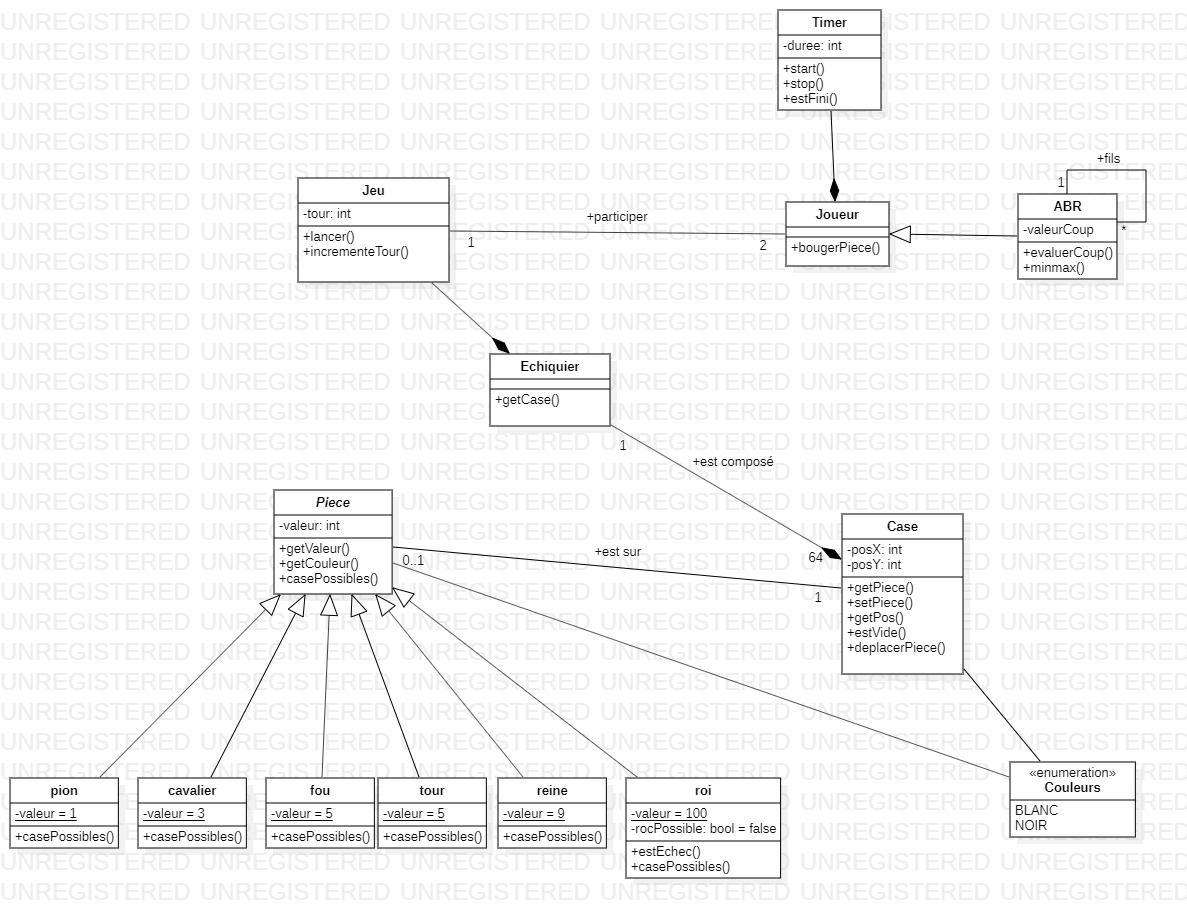 Timer
-duree: int
+start()
+stop()
+estFini()
+fils
1
ABR
-valeurCoup
*
+evaluerCoup()
+minmax()
Jeu
-tour: int
+lancer()
+incrementeTour()
+participer
1
2
Joueur
+bougerPiece()
Echiquier
+getCase()
1
+est composé
64
Piece
-valeur: int
+getValeur()
+getCouleur()
+casePossibles()
0..1
+est sur
1
Case
-posX: int
-posY: int
+getPiece()
+setPiece()
+getPos()
+estVide()
+deplacerPiece()
pion
-valeur = 1
+casePossibles()
cavalier
-valeur = 3
+casePossibles()
fou
-valeur = 5
+casePossibles()
tour
-valeur = 5
+casePossibles()
reine
-valeur = 9
+casePossibles()
roi
-valeur = 100
-rocPossible: bool = false
+estEchec()
+casePossibles()
«enumeration»
Couleurs
BLANC
NOIR
UNREGISTERED